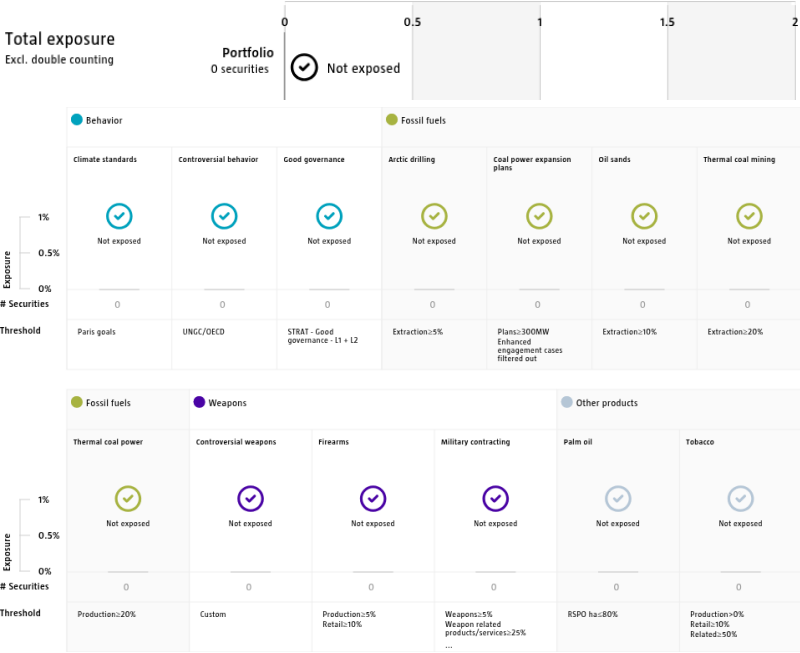 0 0.5 1 1.5 2
Total exposure
Excl. double counting
Portfolio
0 securities
Not exposed
Behavior
Fossil fuels
Climate standards
Controversial behavior
Good governance
Arctic drilling
Coal power expansion
plans
Oil sands
Thermal coal mining
Exposure
1%
0.5%
0%
Not exposed Not exposed Not exposed Not exposed Not exposed Not exposed Not exposed
# Securities 0 0 0 0 0 0 0
Threshold
Paris goals
UNGC/OECD
STRAT - Good
governance - L1 + L2
Extraction≥5%
Plans≥300MW
Enhanced
engagement cases
filtered out
Extraction≥10%
Extraction≥20%
Fossil fuels
Weapons
Other products
Thermal coal power
Controversial weapons
Firearms
Military contracting
Palm oil
Tobacco
Exposure
1%
0.5%
0%
Not exposed Not exposed Not exposed Not exposed Not exposed Not exposed
# Securities 0 0 0 0 0 0
Threshold
Production≥20%
Custom
Production≥5%
Retail≥10%
Weapons≥5%
Weapon related
products/services≥25%
...
RSPO ha≤80%
Production>0%
Retail≥10%
Related≥50%